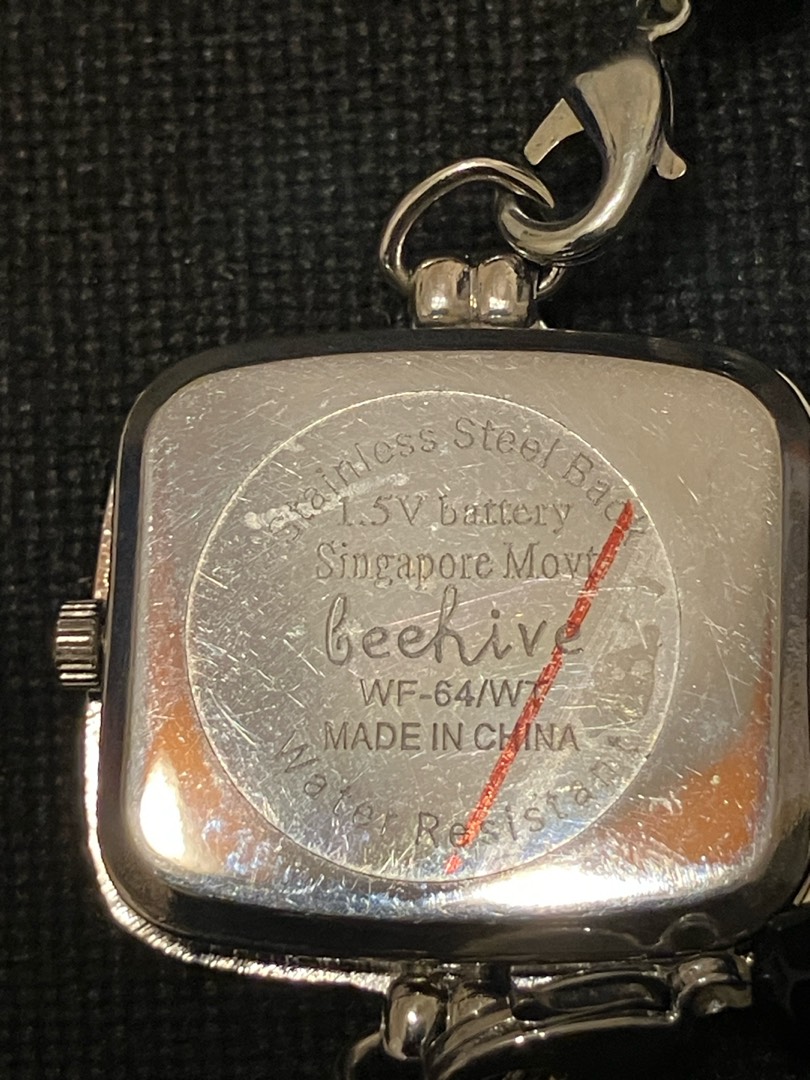 Stainless Steel Back
1.5V battery
Singapore Movt
beehive
WF-64/WT
MADE IN CHINA
Water Resistant